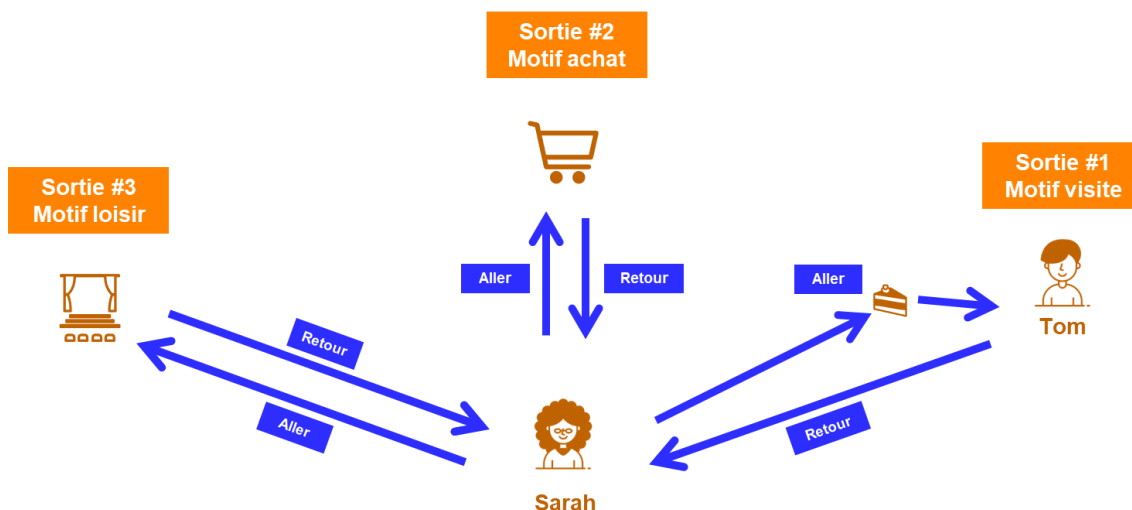 Sortie #2
Motif achat
Sortie #3
Motif loisir
Sortie #1
Motif visite
Aller
Retour
Aller
Tom
Retour
Aller
Retour
Sarah